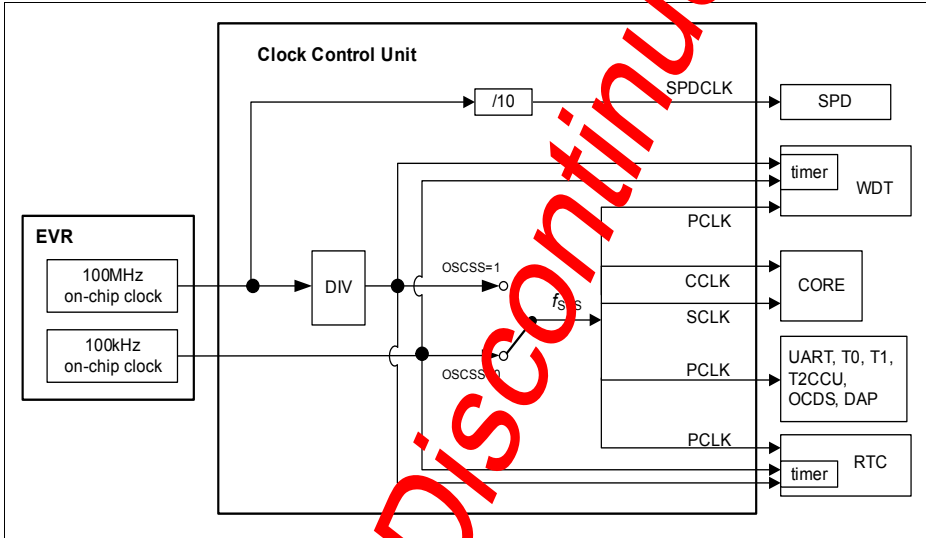 Clock Control Unit
/10
SPDCLK
SPD
timer
WDT
PCLK
EVR
100MHz
on-chip clock
DIV
OSCSS=1
CCLK
CORE
SCLK
100kHz
on-chip clock
PCLK
UART, T0, T1,
T2CCU,
OCDS, DAP
PCLK
RTC
timer
Discontinu